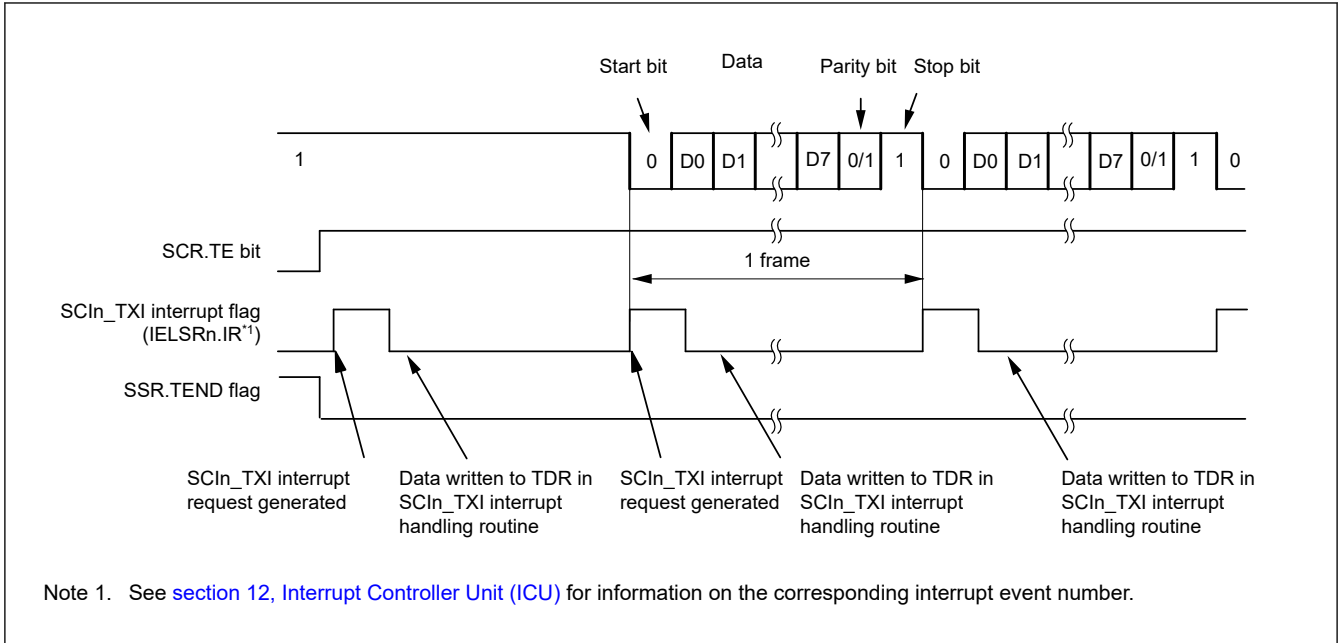 Start bit Data Parity bit Stop bit
1 0 D0 D1 D7 0/1 1 0 D0 D1 D7 0/1 1 0
SCR.TE bit
1 frame
SCIn_TXI interrupt flag
(IELSRn.IR*1)
SSR.TEND flag
SCIn_TXI interrupt
request generated
Data written to TDR in
SCIn_TXI interrupt
handling routine
SCIn_TXI interrupt
request generated
Data written to TDR in
SCIn_TXI interrupt
handling routine
Data written to TDR in
SCIn_TXI interrupt
handling routine
Note 1. See section 12, Interrupt Controller Unit (ICU) for information on the corresponding interrupt event number.